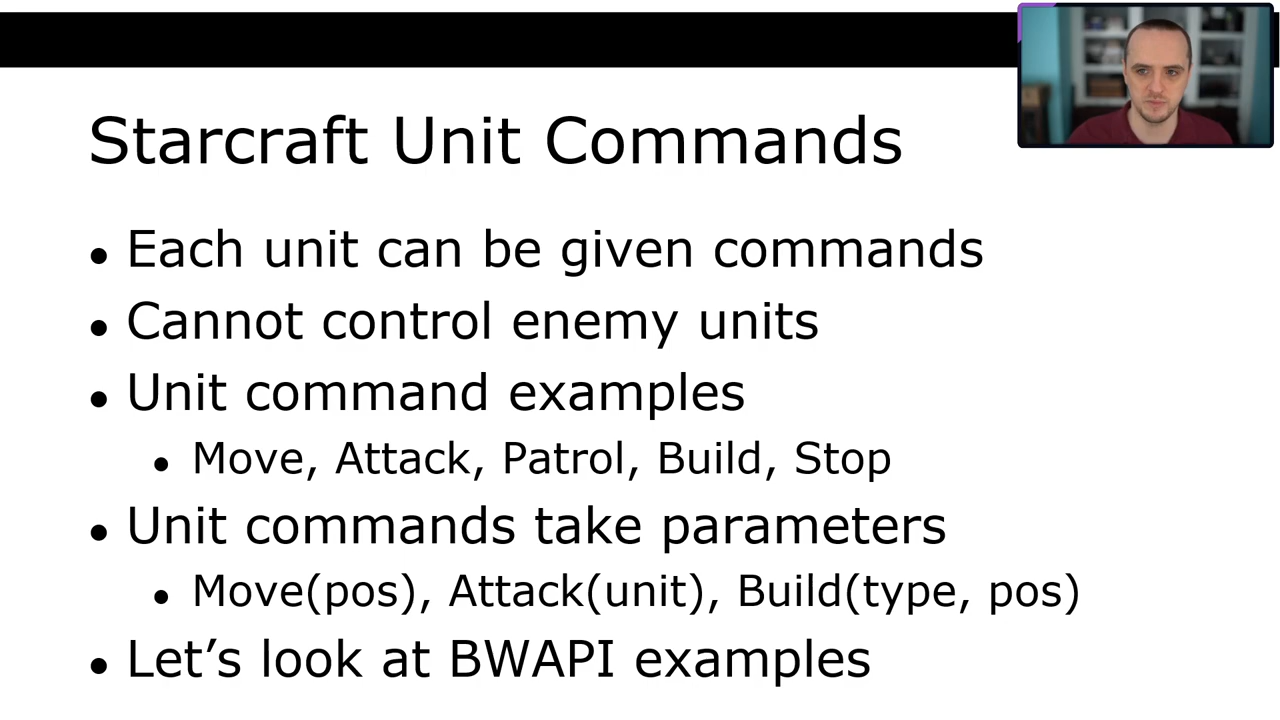 Starcraft Unit Commands
● Each unit can be given commands
● Cannot control enemy units
● Unit command examples
● Move, Attack, Patrol, Build, Stop
● Unit commands take parameters
● Move(pos), Attack(unit), Build(type, pos)
● Let’s look at BWAPI examples